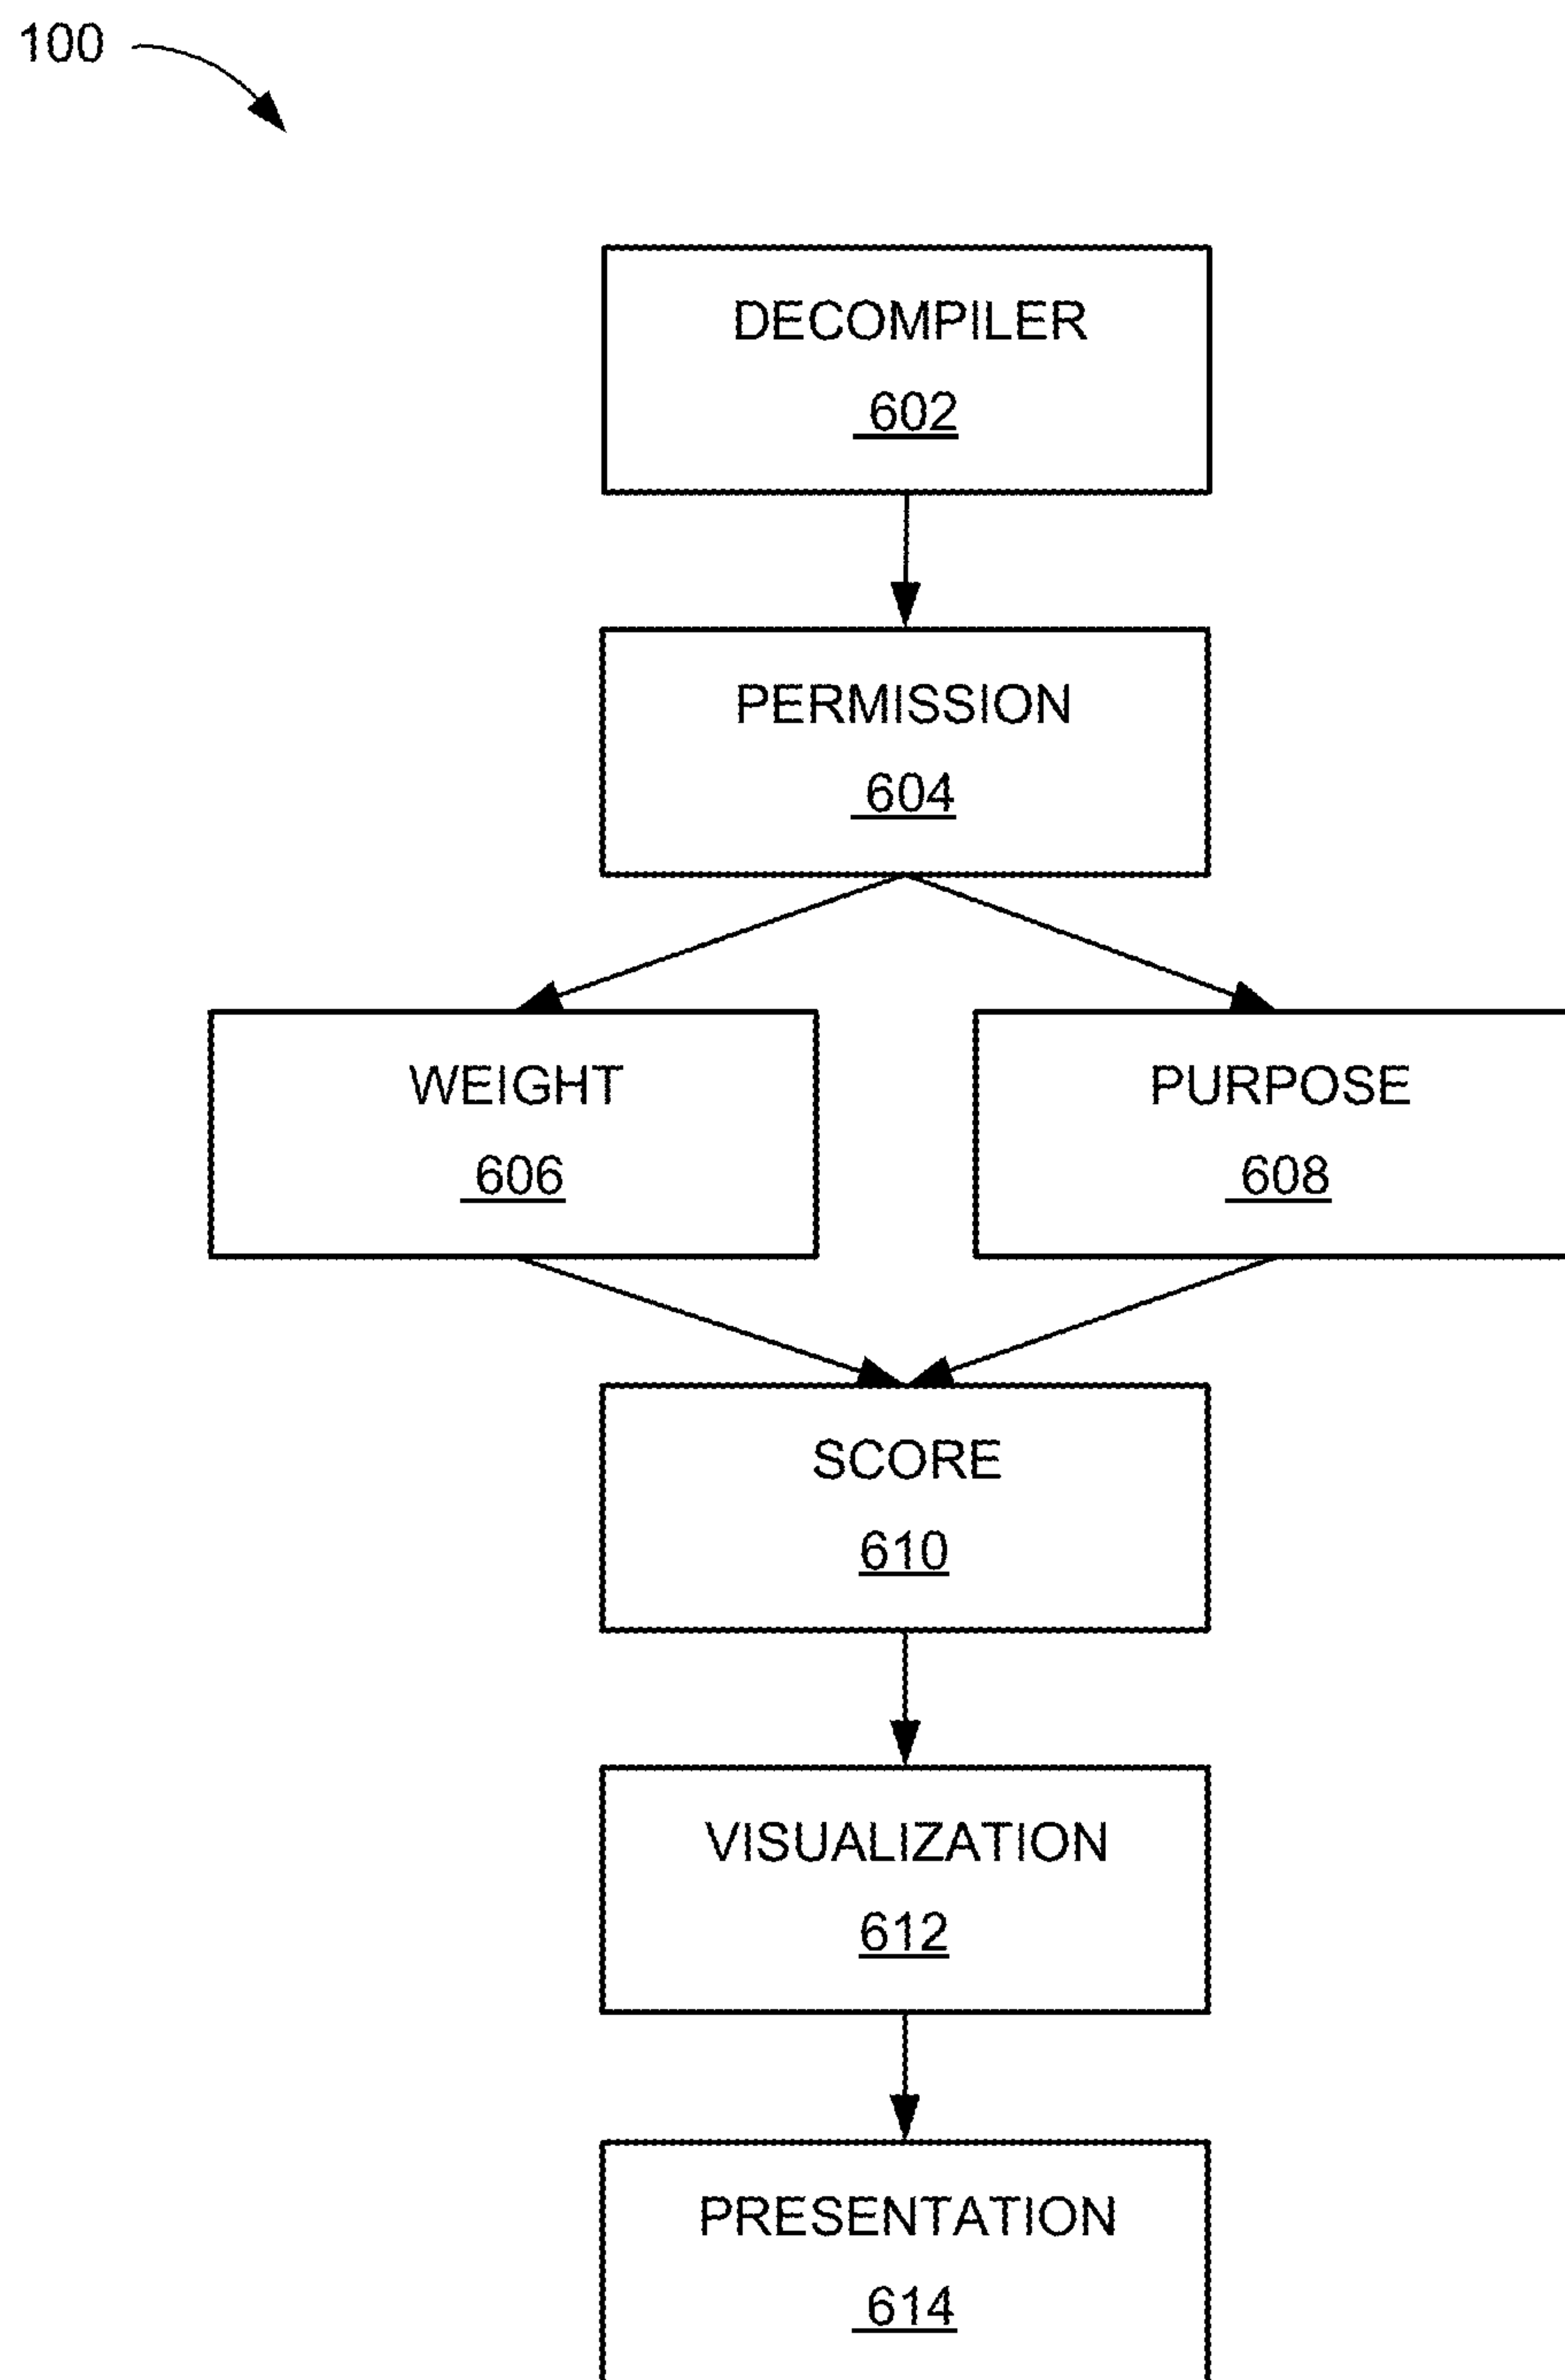 100
DECOMPILER
602
PERMISSION
604
WEIGHT
606
PURPOSE
608
SCORE
610
VISUALIZATION
612
PRESENTATION
614